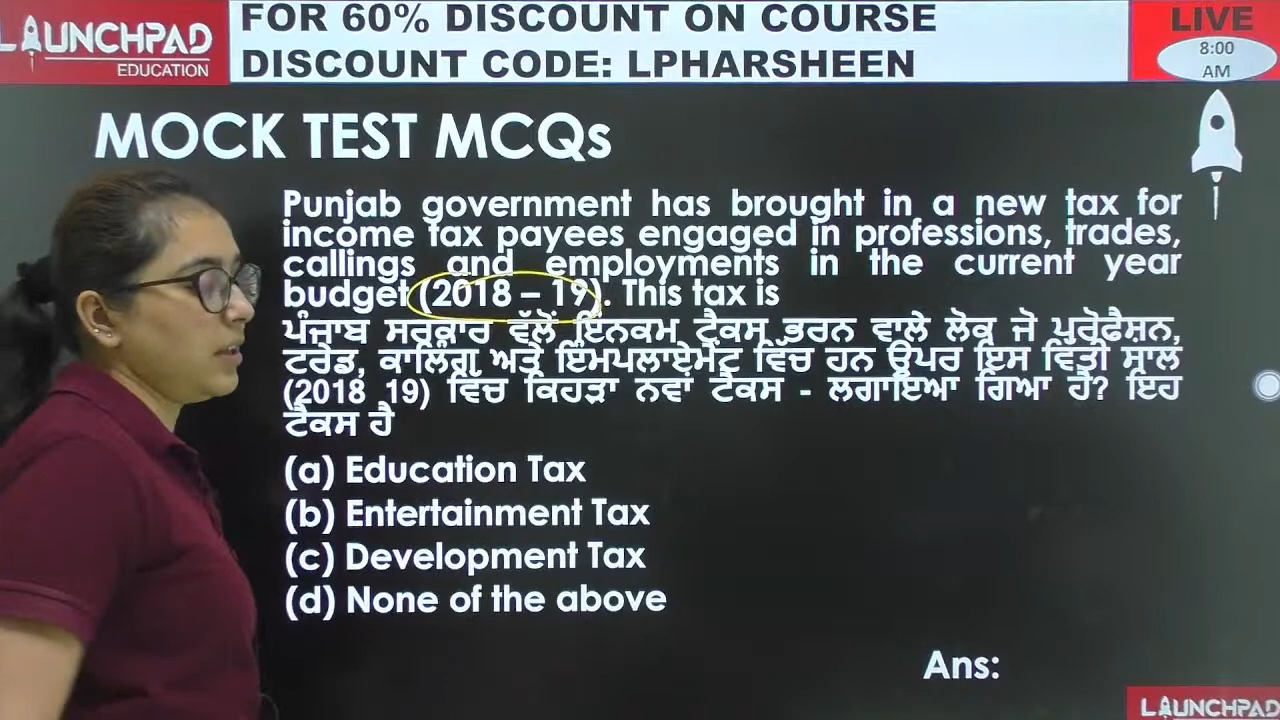 FOR 60% DISCOUNT ON COURSE
DISCOUNT CODE: LPHARSHEEN
LAUNCHPAD
EDUCATION
LIVE
8:00
AM
MOCK TEST MCQs
Punjab government has brought in a new tax for
income tax payees engaged in professions, trades,
callings and employments in the current year
budget (2018 – 19). This tax is
ਪੰਜਾਬ ਸਰਕਾਰ ਵੱਲੋਂ ਇਨਕਮ ਟੈਕਸ ਭਰਨ ਵਾਲੇ ਲੋਕ ਜੋ ਪ੍ਰੋਫੈਸ਼ਨ,
ਟਰੇਡ, ਕਾਲਿੰਗ ਅਤੇ ਇੰਮਪਲਾਏਮੈਂਟ ਵਿੱਚ ਹਨ ਉਪਰ ਇਸ ਵਿਤੀ ਸਾਲ
(2018 19) ਵਿਚ ਕਿਹੜਾ ਨਵਾਂ ਟੈਕਸ - ਲਗਾਇਆ ਗਿਆ ਹੈ? ਇਹ
ਟੈਕਸ ਹੈ
(a) Education Tax
(b) Entertainment Tax
(c) Development Tax
(d) None of the above
Ans:
LAUNCHPAD